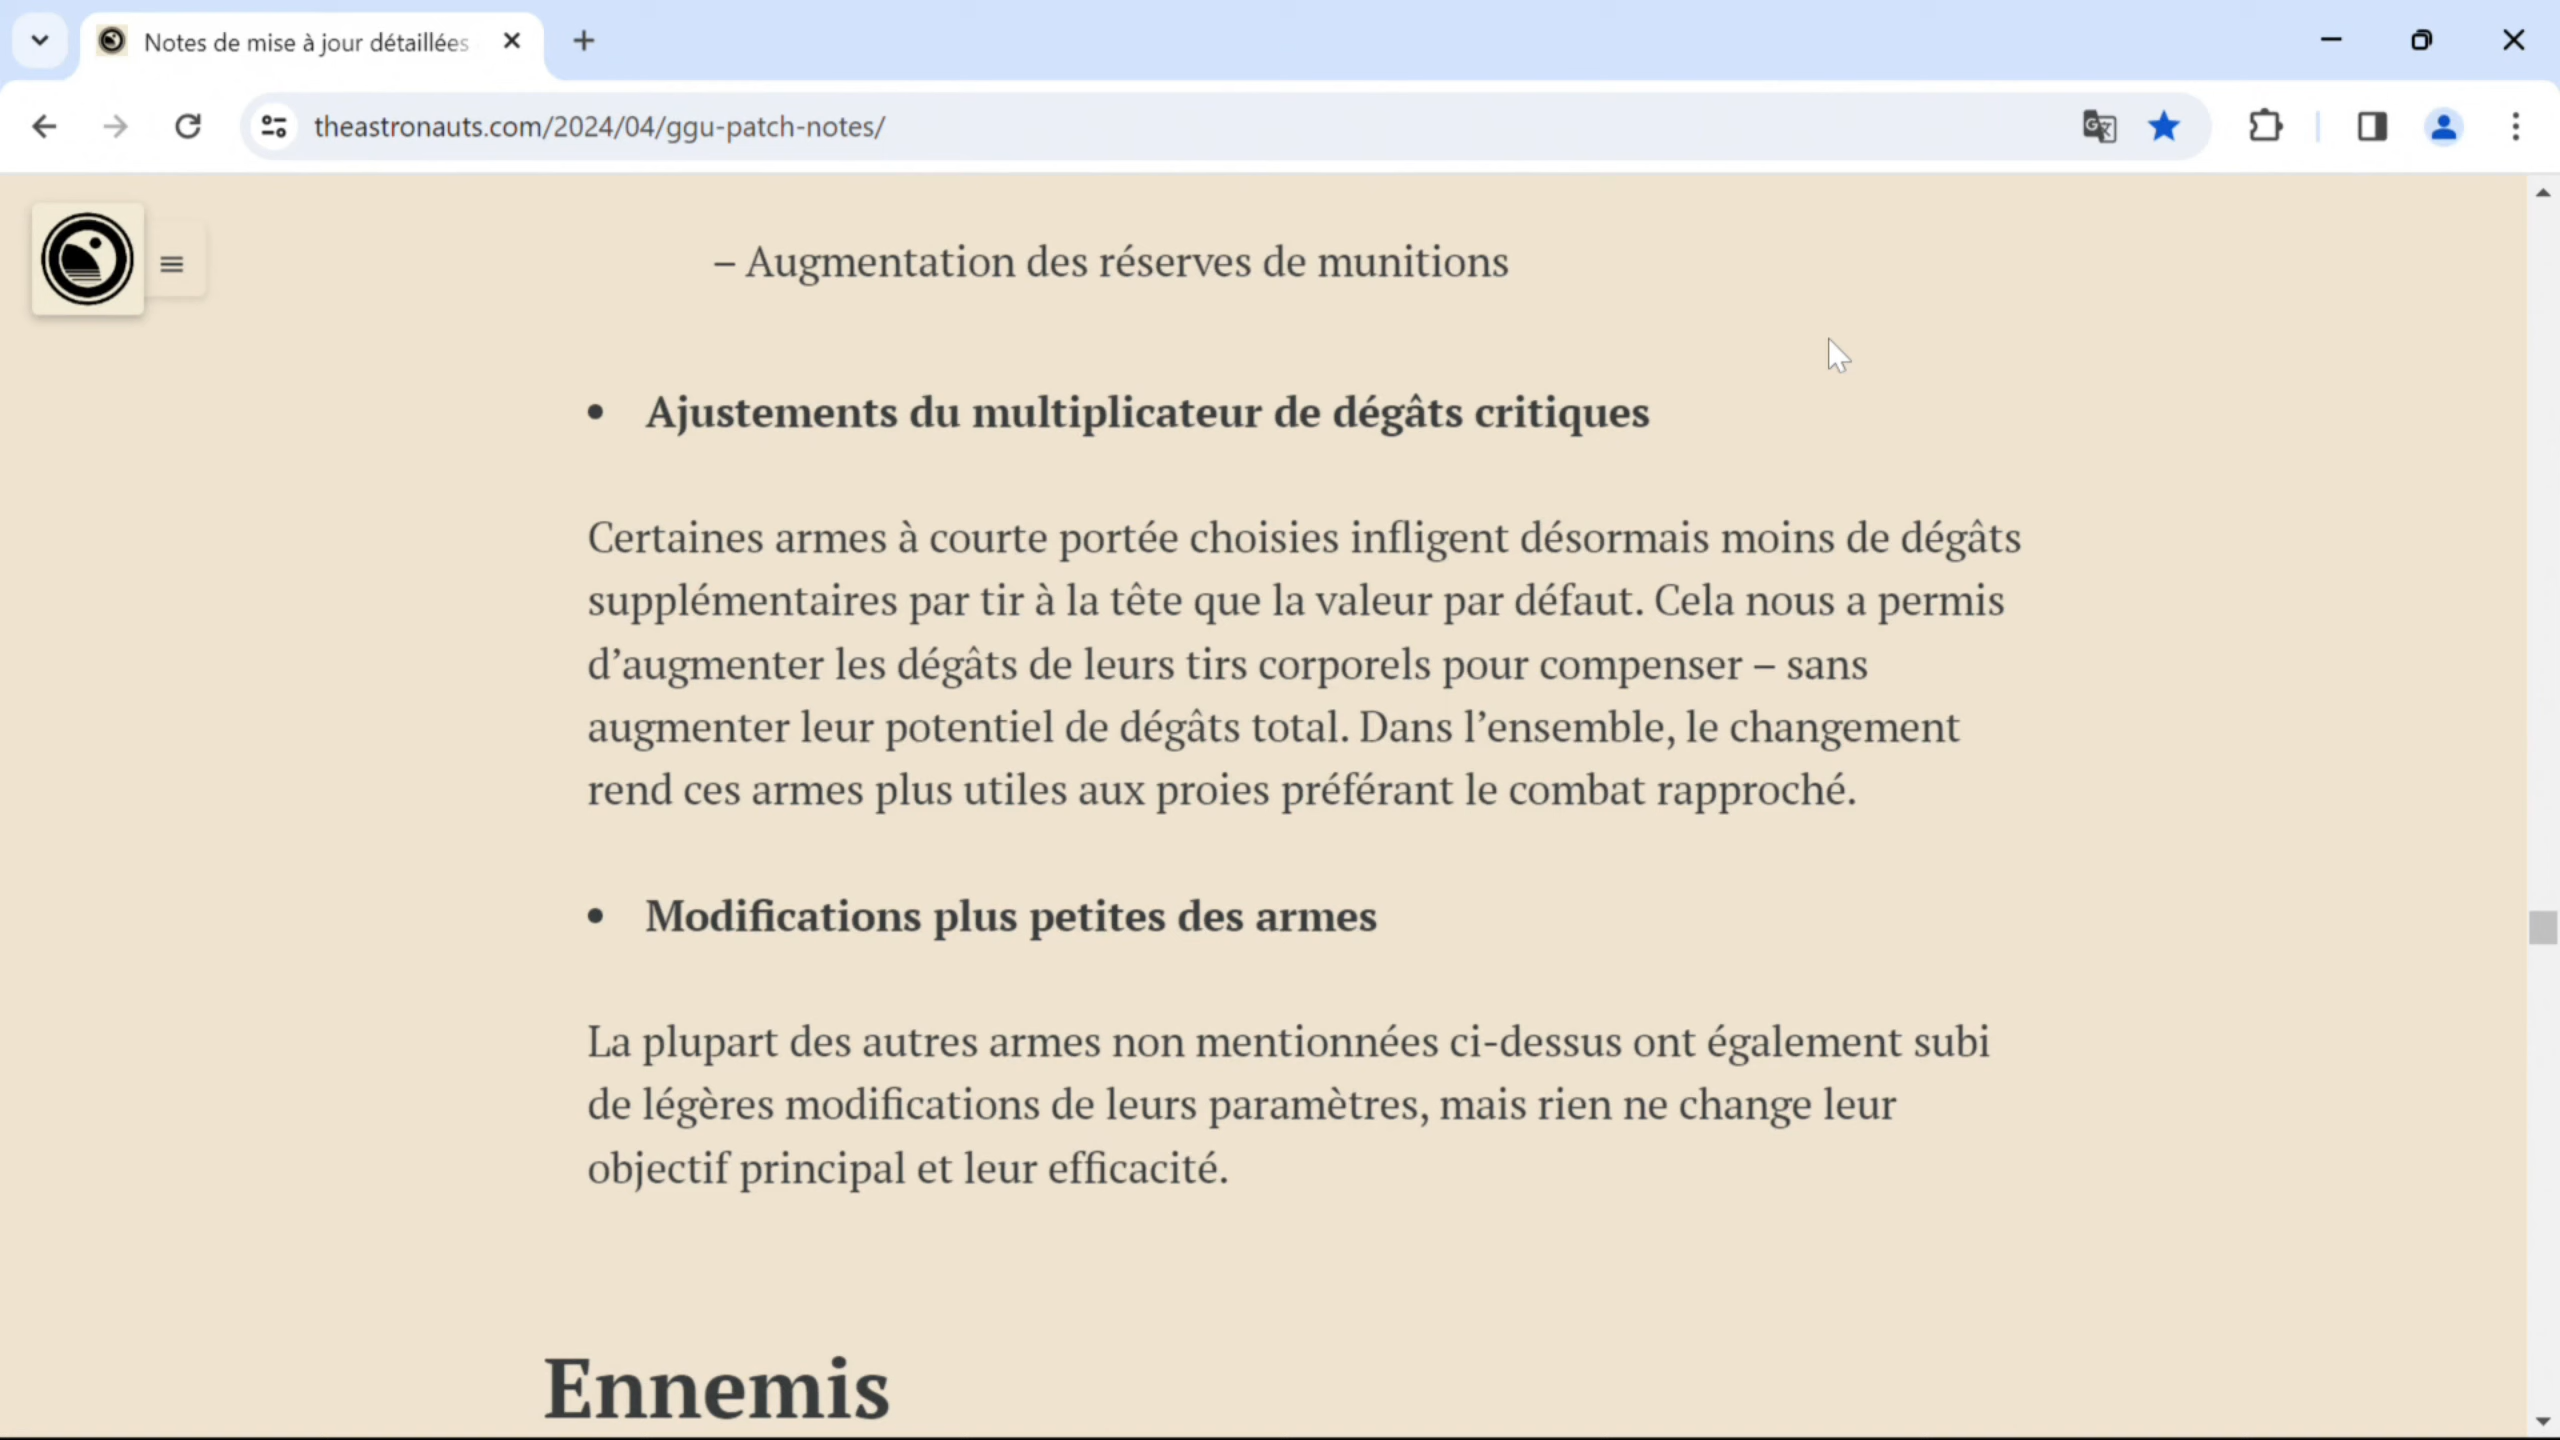 Notes de mise à jour détaillées
theastronauts.com/2024/04/ggu-patch-notes/
– Augmentation des réserves de munitions
• Ajustements du multiplicateur de dégâts critiques
Certaines armes à courte portée choisies infligent désormais moins de dégâts
supplémentaires par tir à la tête que la valeur par défaut. Cela nous a permis
d’augmenter les dégâts de leurs tirs corporels pour compenser – sans
augmenter leur potentiel de dégâts total. Dans l’ensemble, le changement
rend ces armes plus utiles aux proies préférant le combat rapproché.
• Modifications plus petites des armes
La plupart des autres armes non mentionnées ci-dessus ont également subi
de légères modifications de leurs paramètres, mais rien ne change leur
objectif principal et leur efficacité.
Ennemis